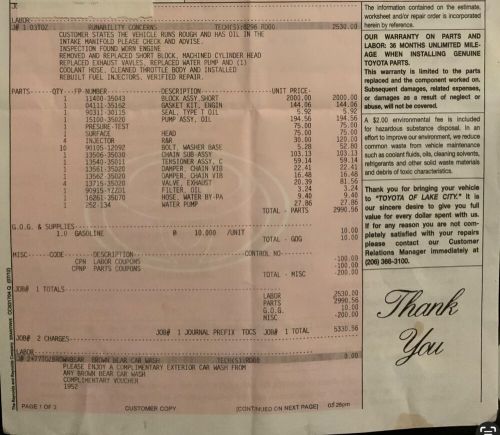 LABOR
J# 1 03TOZ RUNABILITY CONCERNS TECH(S):8296 RD00 2530.00
CUSTOMER STATES THE VEHICLE RUNS ROUGH AND HAS OIL IN THE
INTAKE MANIFOLD PLEASE CHECK AND ADVISE.
INSPECTION FOUND WORN ENGINE
REMOVED AND REPLACED SHORT BLOCK, MACHINED CYLINDER HEAD
REPLACED EXHAUST VAVLES, REPLACED WATER PUMP AND (1)
COOLANT HOSE, CLEANED THROTTLE BODY AND INSTALLED
REBUILT FUEL INJECTORS, VERIFIED REPAIR.
PARTS------QTY---FP-NUMBER---------------DESCRIPTION--------------------UNIT PRICE-
1 11400-35043 BLOCK ASSY,SHORT 2000.00 2000.00
1 04111-35162 GASKET KIT, ENGIN 144.06 144.06
1 90311-30115 SEAL, TYPE T OIL 5.92 5.92
1 15100-35020 PUMP ASSY, OIL 194.56 194.56
1 PRESURE-TEST 75.00 75.00
1 SURFACE HEAD 75.00 75.00
4 INJECTOR R&R 30.00 120.00
10 90105-12092 BOLT, WASHER BASE 5.28 52.80
1 13506-35030 CHAIN SUB-ASSY 103.13 103.13
1 13540-35011 TENSIONER ASSY, C 59.14 59.14
1 13561-35020 DAMPER, CHAIN VIB 22.41 22.41
1 13562-35020 DAMPER, CHAIN VIB 16.48 16.48
4 13715-35020 VALVE, EXHAUST 20.39 81.56
1 90915-YZZD1 FILTER, OIL 3.24 3.24
1 16261-35070 HOSE, WATER BY-PA 9.40 9.40
1 252-134 WATER PUMP 27.86 27.86
TOTAL - PARTS 2990.56
G.O.G. & SUPPLIES
1.0 GASOLINE @ 10.000 /UNIT 10.00
TOTAL - GOG 10.00
MISC-----CODE-----DESCRIPTION------------------------CONTROL NO-------
CPH LABOR COUPONS -100.00
CPNP PARTS COUPONS -100.00
TOTAL - MISC -200.00
JOB# 1 TOTALS
LABOR 2530.00
PARTS 2990.56
G.O.G. 10.00
MISC -200.00
JOB# 1 JOURNAL PREFIX TOCS JOB# 1 TOTAL 5330.56
JOB# 2 CHARGES
LABOR
BROWN BEAR CAR WASH 0.00
PLEASE ENJOY A COMPLIMENTARY EXTERIOR CAR WASH FROM
ANY BROWN BEAR CAR WASH
COMPLIMENTARY VOUCHER
1952
PAGE 1 OF 3 CUSTOMER COPY [CONTINUED ON NEXT PAGE] 26pm
The information contained on the estimate,
worksheet and/or repair order is incorporated
herein by reference.
OUR WARRANTY ON PARTS AND
LABOR: 36 MONTHS UNLIMITED MILE-
AGE WHEN INSTALLING GENUINE
TOYOTA PARTS.
This warranty is limited to the parts
replaced and the component worked on.
Subsequent damages, related expenses,
or damages as a result of neglect or
abuse, will not be covered.
A $2.00 environmental fee is included
for hazardous substance disposal. In an
effort to improve our environment, we reduce
common waste from vehicle maintenance
such as coolant fluids, oils, cleaning solvents,
refrigerants and other solid waste materials
and debris of toxic characteristics.
Thank you for bringing your vehicle
to "TOYOTA OF LAKE CITY." It is
our sincere desire to give you full
value for every dollar spent with us.
If for any reason you are not com-
pletely satisfied with your repairs
please contact our Customer
Relations Manager immediately at
(206) 366-3100.
Thank
You